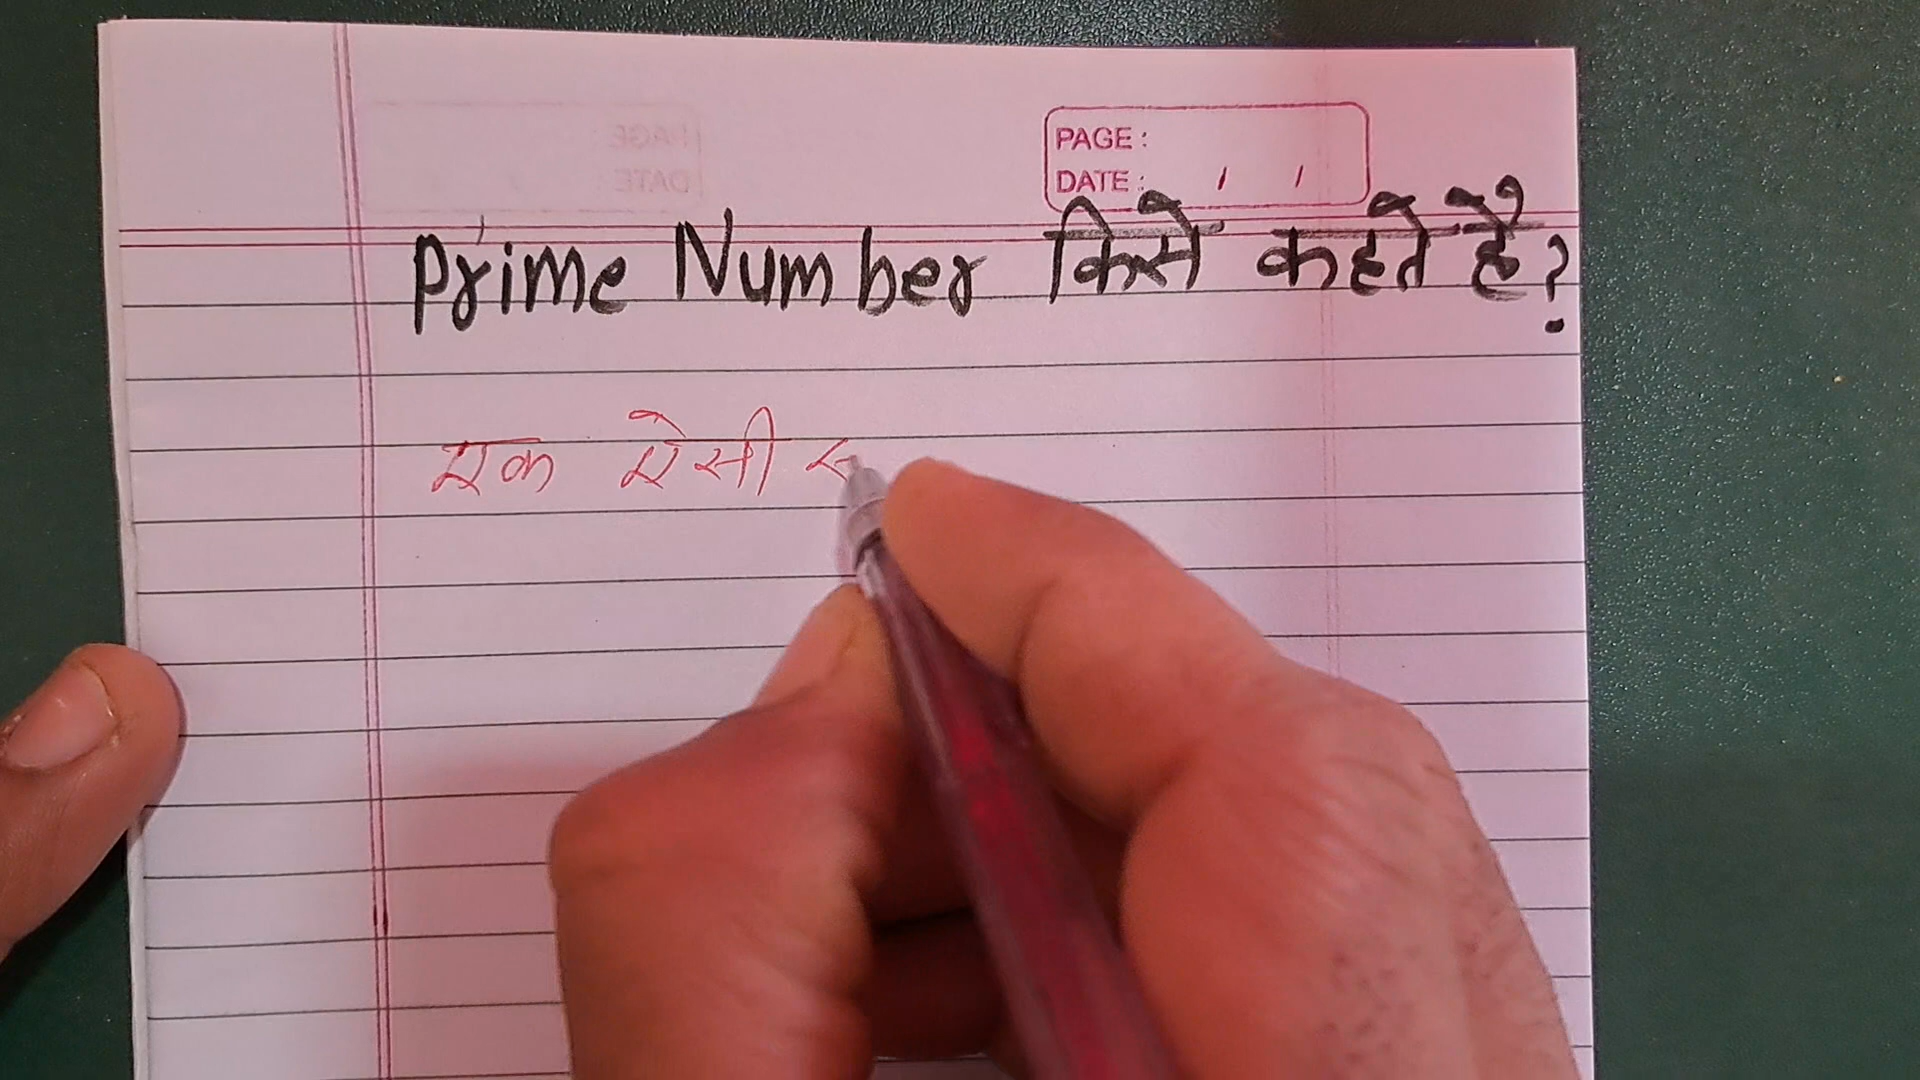 PAGE :
DATE : / /
Prime Number किसे कहते है?
एक ऐसी